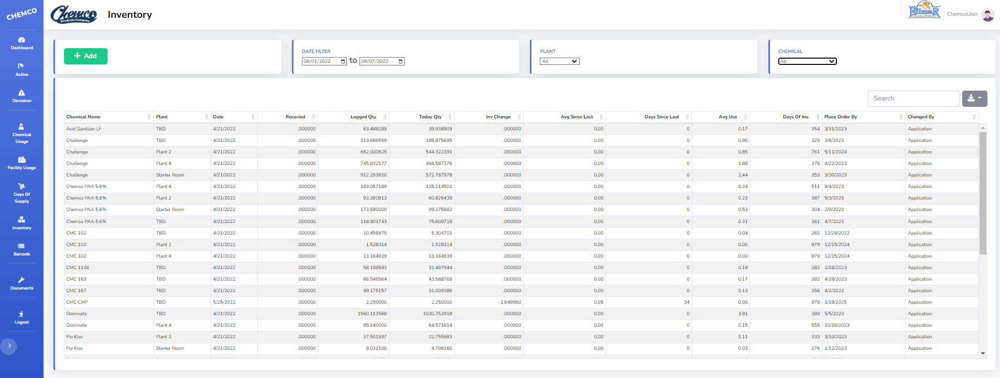 CHEMCO
Chemco
Products Company
Inventory
Hilmar
CHEESE COMPANY
ChemcoUser
Dashboard
Active
Deviation
Chemical
Usage
Facility Usage
Days Of
Supply
Inventory
Barcode
Documents
Logout
+ Add
DATE FILTER
06/01/2022 to 09/07/2022
PLANT
All
CHEMICAL
All
Search
Chemical Name Plant Date Recevied Logged Qty Today Qty Inv Change Avg Since Last Days Since Last Avg Use Days Of Inv. Place Order By Changed By
Acid Sanitizer LF TBD 4/21/2022 .000000 63.488289 39.938909 .000000 0.00 0 0.17 354 3/31/2023 Application
Challenge TBD 4/21/2022 .000000 313.666559 188.875695 .000000 0.00 0 0.90 329 3/6/2023 Application
Challenge Plant 2 4/21/2022 .000000 662.000625 544.322391 .000000 0.00 0 0.85 761 5/11/2024 Application
Challenge Plant 4 4/21/2022 .000000 745.832177 484.587376 .000000 0.00 0 1.88 376 4/22/2023 Application
Challenge Starter Room 4/21/2022 .000000 912.293810 572.787978 .000000 0.00 0 2.44 353 3/30/2023 Application
Chemco PAA 5.6% Plant 4 4/21/2022 .000000 183.057189 135.214501 .000000 0.00 0 0.34 511 9/4/2023 Application
Chemco PAA 5.6% Plant 2 4/21/2022 .000000 92.360813 60.826439 .000000 0.00 0 0.23 387 5/3/2023 Application
Chemco PAA 5.6% Starter Room 4/21/2022 .000000 173.580000 99.275882 .000000 0.00 0 0.53 304 2/9/2023 Application
Chemco PAA 5.6% TBD 4/21/2022 .000000 118.903743 75.608718 .000000 0.00 0 0.31 361 4/7/2023 Application
CMC 102 TBD 4/21/2022 .000000 10.456875 5.304701 .000000 0.00 0 0.04 262 12/29/2022 Application
CMC 102 Plant 2 4/21/2022 .000000 1.528314 1.528314 .000000 0.00 0 0.00 979 12/15/2024 Application
CMC 102 Plant 4 4/21/2022 .000000 13.164939 13.164939 .000000 0.00 0 0.00 979 12/15/2024 Application
CMC 1116 TBD 4/21/2022 .000000 58.198593 31.497944 .000000 0.00 0 0.19 282 1/18/2023 Application
CMC 163 TBD 4/21/2022 .000000 66.546564 43.588768 .000000 0.00 0 0.17 382 4/28/2023 Application
CMC 167 TBD 4/21/2022 .000000 49.175157 31.009386 .000000 0.00 0 0.13 356 4/2/2023 Application
CMC CMP TBD 5/25/2022 .000000 2.250000 2.250000 -1.649880 0.05 34 0.00 979 1/18/2025 Application
Dominate TBD 4/21/2022 .000000 1560.113568 1030.752918 .000000 0.00 0 3.81 389 5/5/2023 Application
Dominate Plant 4 4/21/2022 .000000 85.140000 64.571614 .000000 0.00 0 0.15 555 10/18/2023 Application
Flo Klor Plant 2 4/21/2022 .000000 37.501937 22.755983 .000000 0.00 0 0.11 333 3/10/2023 Application
Flo Klor Starter Room 4/21/2022 .000000 9.032100 4.798160 .000000 0.00 0 0.03 276 1/12/2023 Application